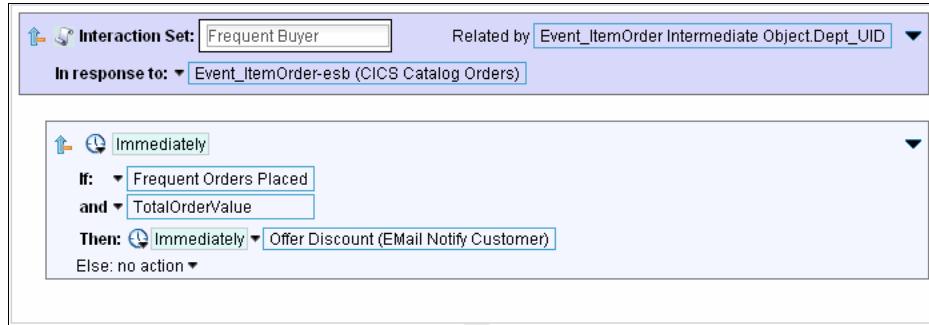 Interaction Set: Frequent Buyer Related by Event_ItemOrder Intermediate Object.Dept_UID
In response to: Event_ItemOrder-esb (CICS Catalog Orders)
Immediately
If: Frequent Orders Placed
and TotalOrderValue
Then: Immediately Offer Discount (EMail Notify Customer)
Else: no action